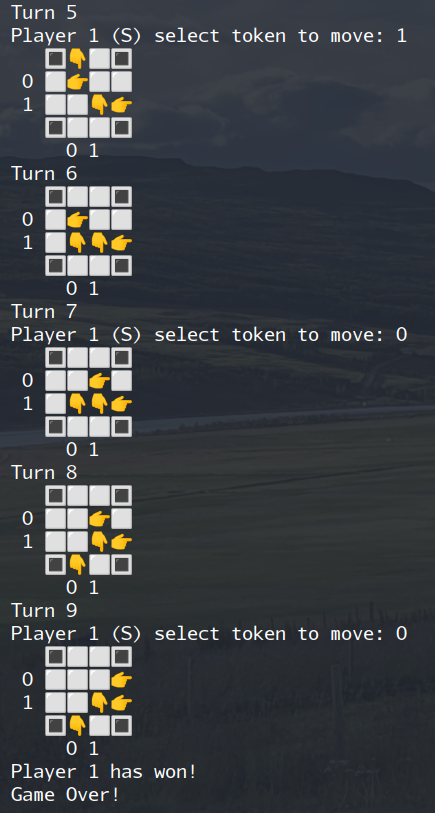 Turn 5
Player 1 (S) select token to move: 1
🔳👇⬜🔳
0 ⬜👉⬜⬜
1 ⬜⬜👇👉
🔳⬜⬜🔳
0 1
Turn 6
🔳⬜⬜🔳
0 ⬜👉⬜⬜
1 ⬜👇👇👉
🔳⬜⬜🔳
0 1
Turn 7
Player 1 (S) select token to move: 0
🔳⬜⬜🔳
0 ⬜⬜👉⬜
1 ⬜👇👇👉
🔳⬜⬜🔳
0 1
Turn 8
🔳⬜⬜🔳
0 ⬜⬜👉⬜
1 ⬜⬜👇👉
🔳👇⬜🔳
0 1
Turn 9
Player 1 (S) select token to move: 0
🔳⬜⬜🔳
0 ⬜⬜⬜👉
1 ⬜⬜👇👉
🔳👇⬜🔳
0 1
Player 1 has won!
Game Over!